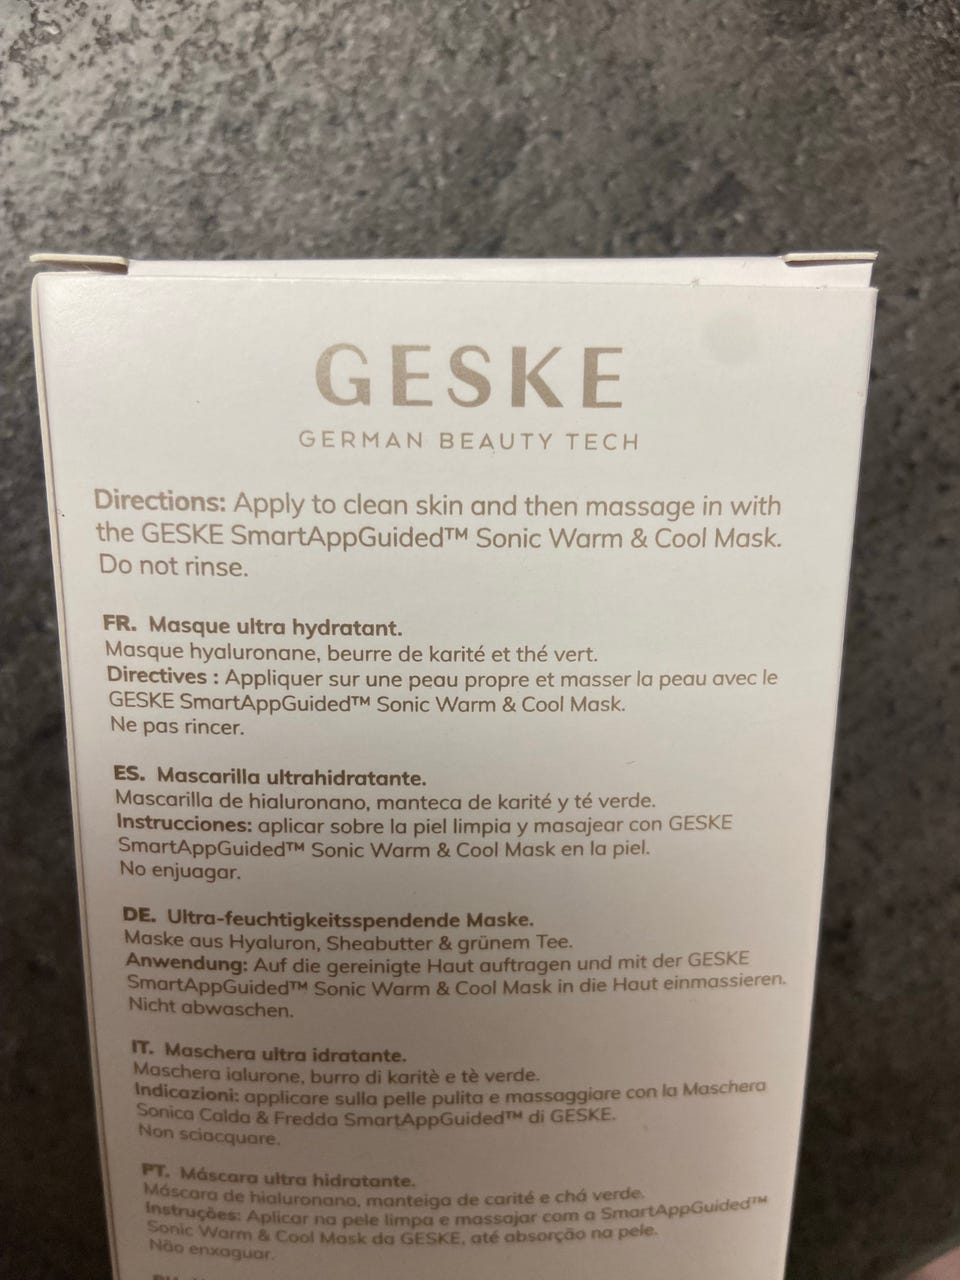 GESKE
GERMAN BEAUTY TECH
Directions: Apply to clean skin and then massage in with
the GESKE SmartAppGuided™ Sonic Warm & Cool Mask.
Do not rinse.
FR. Masque ultra hydratant.
Masque hyaluronane, beurre de karité et thé vert.
Directives : Appliquer sur une peau propre et masser la peau avec le
GESKE SmartAppGuided™ Sonic Warm & Cool Mask.
Ne pas rincer.
ES. Mascarilla ultrahidratante.
Mascarilla de hialuronano, manteca de karité y té verde.
Instrucciones: aplicar sobre la piel limpia y masajear con GESKE
SmartAppGuided™ Sonic Warm & Cool Mask en la piel.
No enjuagar.
DE. Ultra-feuchtigkeitsspendende Maske.
Maske aus Hyaluron, Sheabutter & grünem Tee.
Anwendung: Auf die gereinigte Haut auftragen und mit der GESKE
SmartAppGuided™ Sonic Warm & Cool Mask in die Haut einmassieren.
Nicht abwaschen.
IT. Maschera ultra idratante.
Maschera ialurone, burro di karitè e tè verde.
Indicazioni: applicare sulla pelle pulita e massaggiare con la Maschera
Sonica Calda & Fredda SmartAppGuided™ di GESKE.
Non sciacquare.
PT. Máscara ultra hidratante.
Máscara de hialuronano, manteiga de carité e chá verde.
Instruções: Aplicar na pele limpa e massajar com a SmartAppGuided™
Sonic Warm & Cool Mask da GESKE, até absorção na pele.
Não enxaguar.